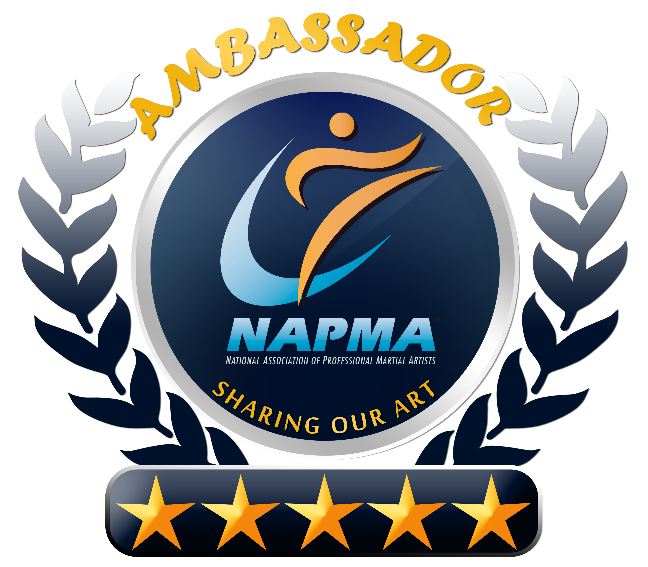 AMBASSADOR
NAPMA
NATIONAL ASSOCIATION OF PROFESSIONAL MARTIAL ARTISTS
SHARING OUR ART